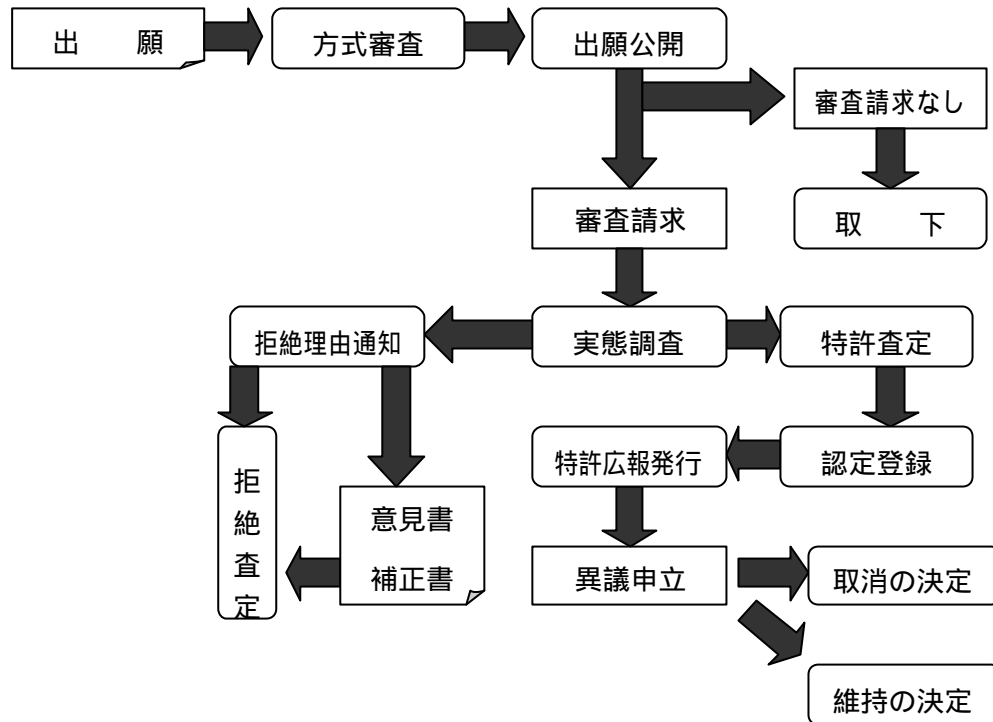 出　　願
方式審査
出願公開
審査請求なし
審査請求
取　　下
拒絶理由通知
実態調査
特許査定
特許広報発行
認定登録
拒絶査定
意見書
補正書
異議申立
取消の決定
維持の決定